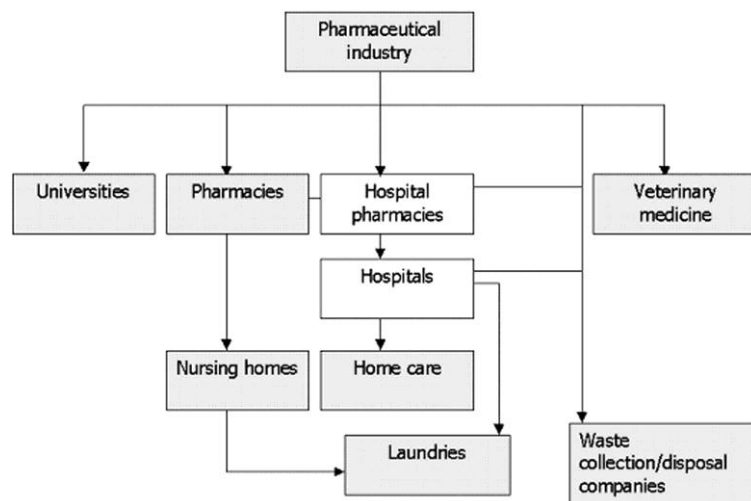 Pharmaceutical
industry
Universities
Pharmacies
Hospital
pharmacies
Veterinary
medicine
Hospitals
Nursing homes
Home care
Laundries
Waste
collection/disposal
companies